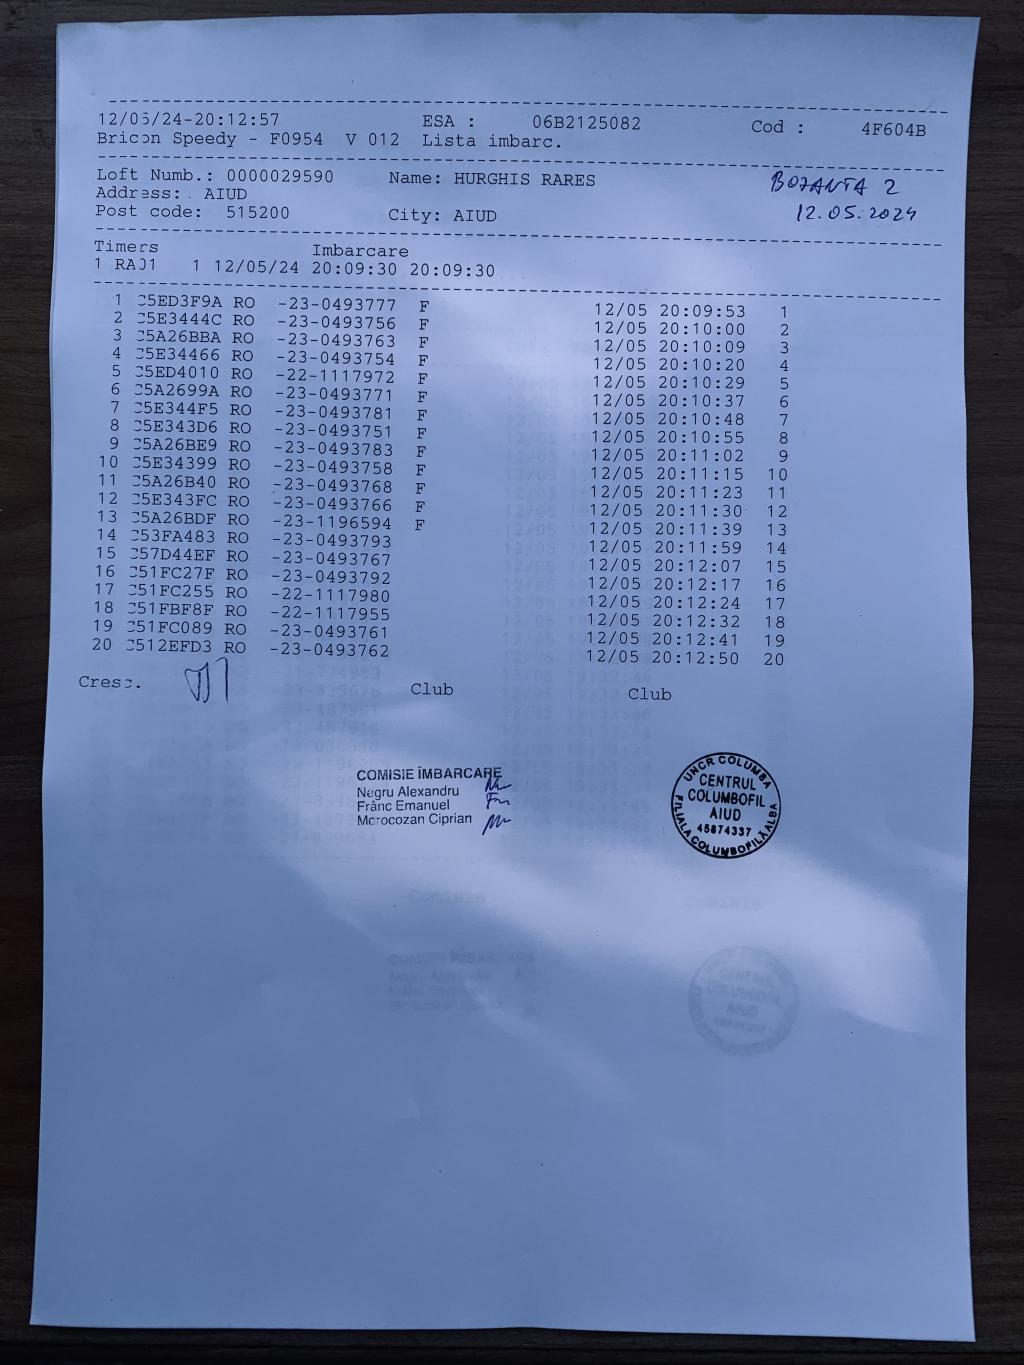 12/05/24-20:12:57 ESA : 06B2125082 Cod : 4F604B
Bricon Speedy - F0954 V 012 Lista imbarc.
Loft Numb.: 0000029590 Name: HURGHIS RARES
Address: AIUD
Post code: 515200 City: AIUD
BOZANTA 2
12.05.2024
Timers Imbarcare
1 RA01 1 12/05/24 20:09:30 20:09:30
1 C5ED3F9A RO -23-0493777 F 12/05 20:09:53 1
2 C5E3444C RO -23-0493756 F 12/05 20:10:00 2
3 C5A26BBA RO -23-0493763 F 12/05 20:10:09 3
4 C5E34466 RO -23-0493754 F 12/05 20:10:20 4
5 C5ED4010 RO -22-1117972 F 12/05 20:10:29 5
6 C5A2699A RO -23-0493771 F 12/05 20:10:37 6
7 C5E344F5 RO -23-0493781 F 12/05 20:10:48 7
8 C5E343D6 RO -23-0493751 F 12/05 20:10:55 8
9 C5A26BE9 RO -23-0493783 F 12/05 20:11:02 9
10 C5E34399 RO -23-0493758 F 12/05 20:11:15 10
11 C5A26B40 RO -23-0493768 F 12/05 20:11:23 11
12 C5E343FC RO -23-0493766 F 12/05 20:11:30 12
13 C5A26BDF RO -23-1196594 F 12/05 20:11:39 13
14 C53FA483 RO -23-0493793 12/05 20:11:59 14
15 C57D44EF RO -23-0493767 12/05 20:12:07 15
16 C51FC27F RO -23-0493792 12/05 20:12:17 16
17 C51FC255 RO -22-1117980 12/05 20:12:24 17
18 C51FBF8F RO -22-1117955 12/05 20:12:32 18
19 C51FC089 RO -23-0493761 12/05 20:12:41 19
20 C512EFD3 RO -23-0493762 12/05 20:12:50 20
Cresc. Club Club
COMISIE ÎMBARCARE
Negru Alexandru
Frânc Emanuel
Morocozan Ciprian
UNCR COLUMBA
CENTRUL
COLUMBOFIL
AIUD
45874337
FILIALA COLUMBOFILĂ ALBA